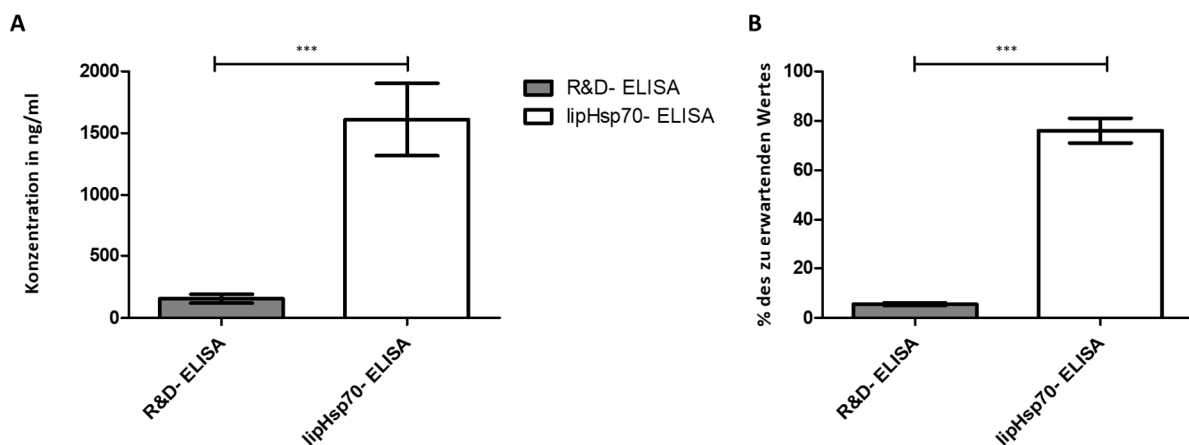 A
***
Konzentration in ng/ml
2000
1500
1000
500
0
R&D- ELISA
lipHsp70- ELISA
R&D- ELISA
lipHsp70- ELISA
B
***
% des zu erwartenden Wertes
100
80
60
40
20
0
R&D- ELISA
lipHsp70- ELISA